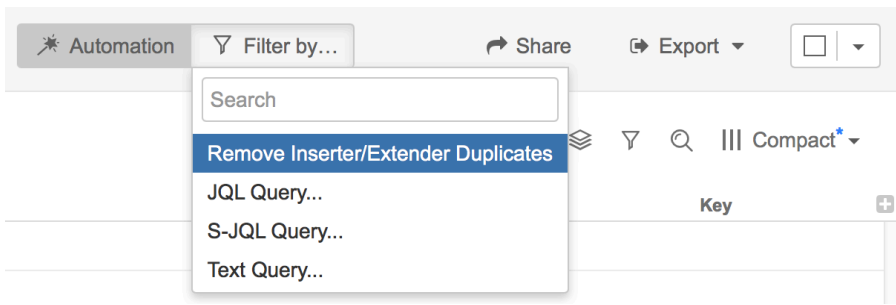 Automation Filter by… Share Export
Search
Remove Inserter/Extender Duplicates
Compact*
JQL Query...
Key
S-JQL Query...
Text Query...